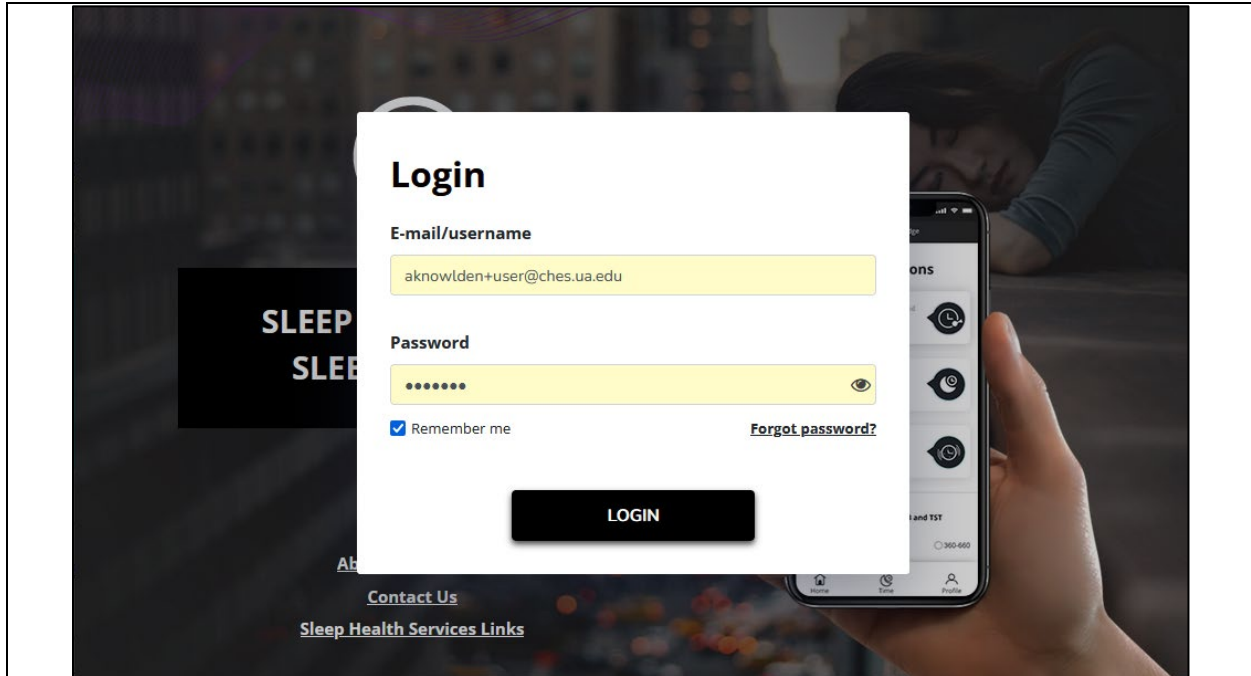 Login
E-mail/username
aknowlden+user@ches.ua.edu
Password
•••••••
Remember me
Forgot password?
LOGIN
SLEEP
SLEE
Ab
Contact Us
Sleep Health Services Links
ons
and TST
360-660
Home
Time
Profile